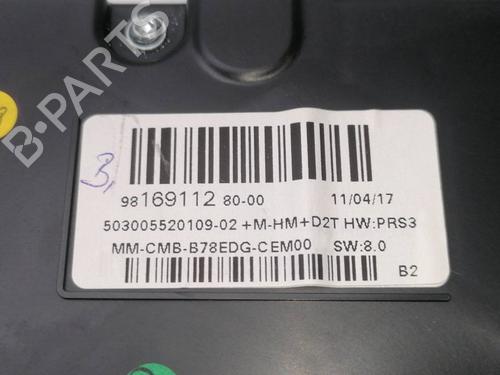 B-PARTS
3,
98169112 80-00 11/04/17
503005520109-02 +M-HM+D2T HW:PRS3
MM-CMB-B78EDG-CEM00 SW:8.0
B2